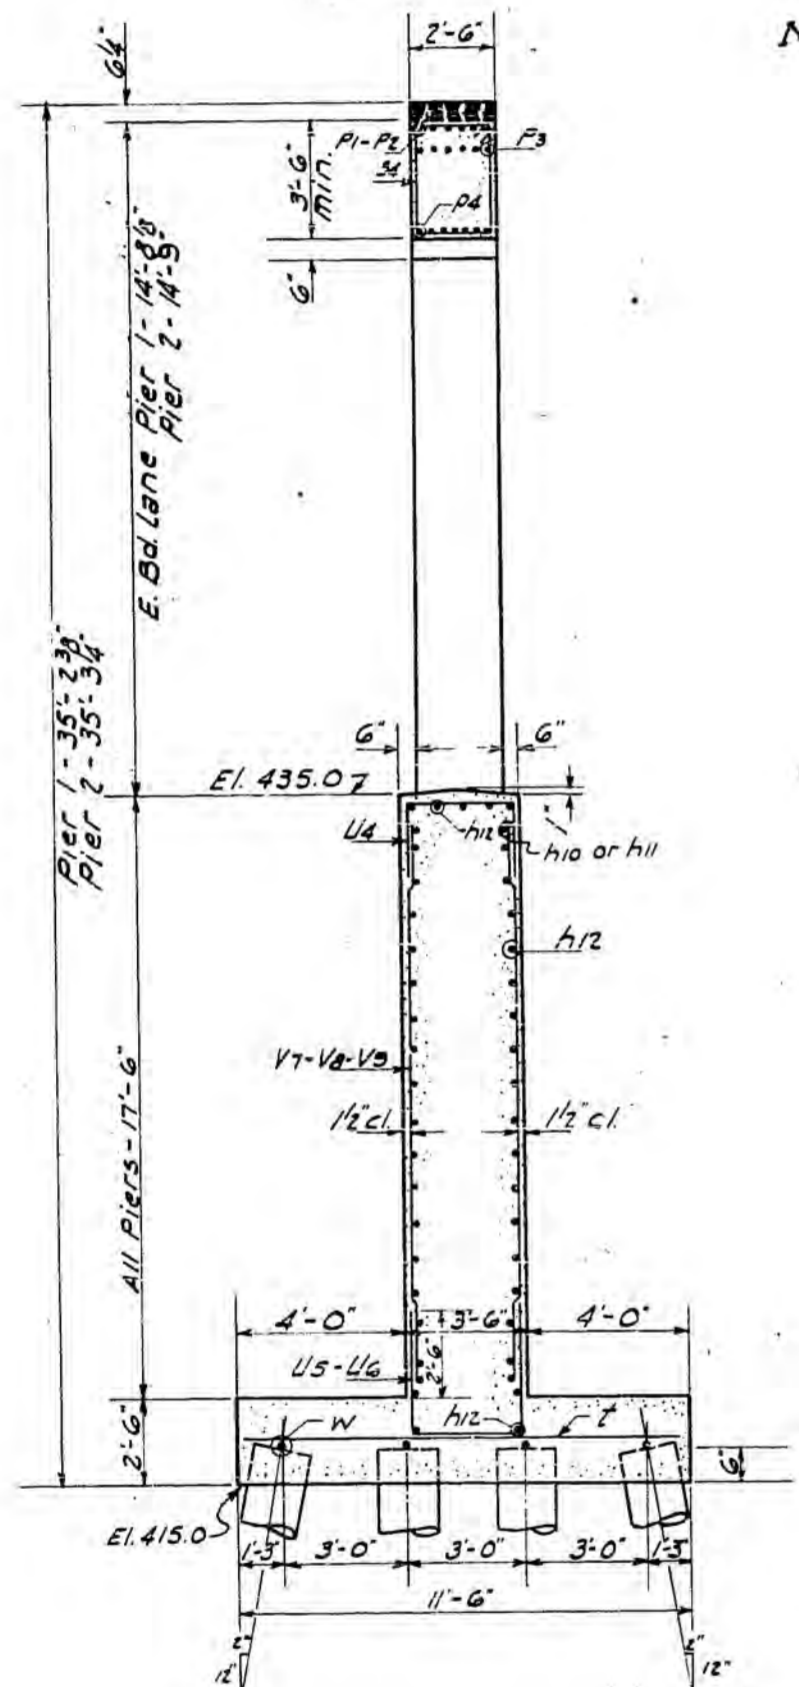 N
2'-6"
6¼"
P1-P2
P3
S4
3'-6"
min.
P4
6"
E. Bd. Lane Pier 1 - 14'-8⅛"
Pier 2 - 14'-9"
Pier 1 - 35'-2⅜"
Pier 2 - 35'-3¼"
6"
6"
El. 435.0
1"
U4
h12
h10 or h11
h12
V7-V8-V9
1½" cl.
1½" cl.
All Piers - 17'-6"
4'-0"
3'-6"
4'-0"
2'-6"
U5-U6
2'-6"
W
h12
t
6"
El. 415.0
1'-3"
3'-0"
3'-0"
3'-0"
1'-3"
11'-6"
2"
12"
2"
12"